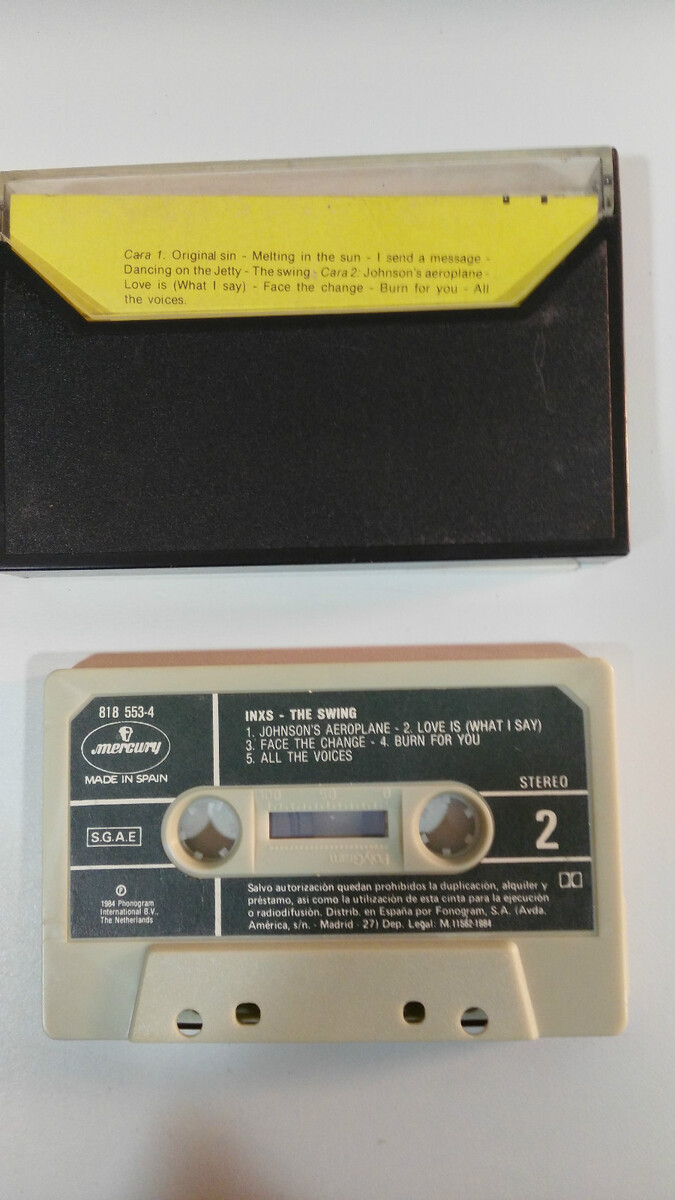 Cara 1. Original sin - Melting in the sun - I send a message -
Dancing on the Jetty - The swing. Cara 2: Johnson's aeroplane -
Love is (What I say) - Face the change - Burn for you - All
the voices.
818 553-4
mercury
MADE IN SPAIN
INXS - THE SWING
1. JOHNSON'S AEROPLANE - 2. LOVE IS (WHAT I SAY)
3. FACE THE CHANGE - 4. BURN FOR YOU
5. ALL THE VOICES
STEREO
2
S.G.A.E
100 50 0
PolyGram
Ⓟ
1984 Phonogram
International B.V.,
The Netherlands
Salvo autorización quedan prohibidos la duplicación, alquiler y
préstamo, así como la utilización de esta cinta para la ejecución
o radiodifusión. Distrib. en España por Fonogram, S.A. (Avda.
América, s/n. - Madrid - 27) Dep. Legal: M. 11562-1984